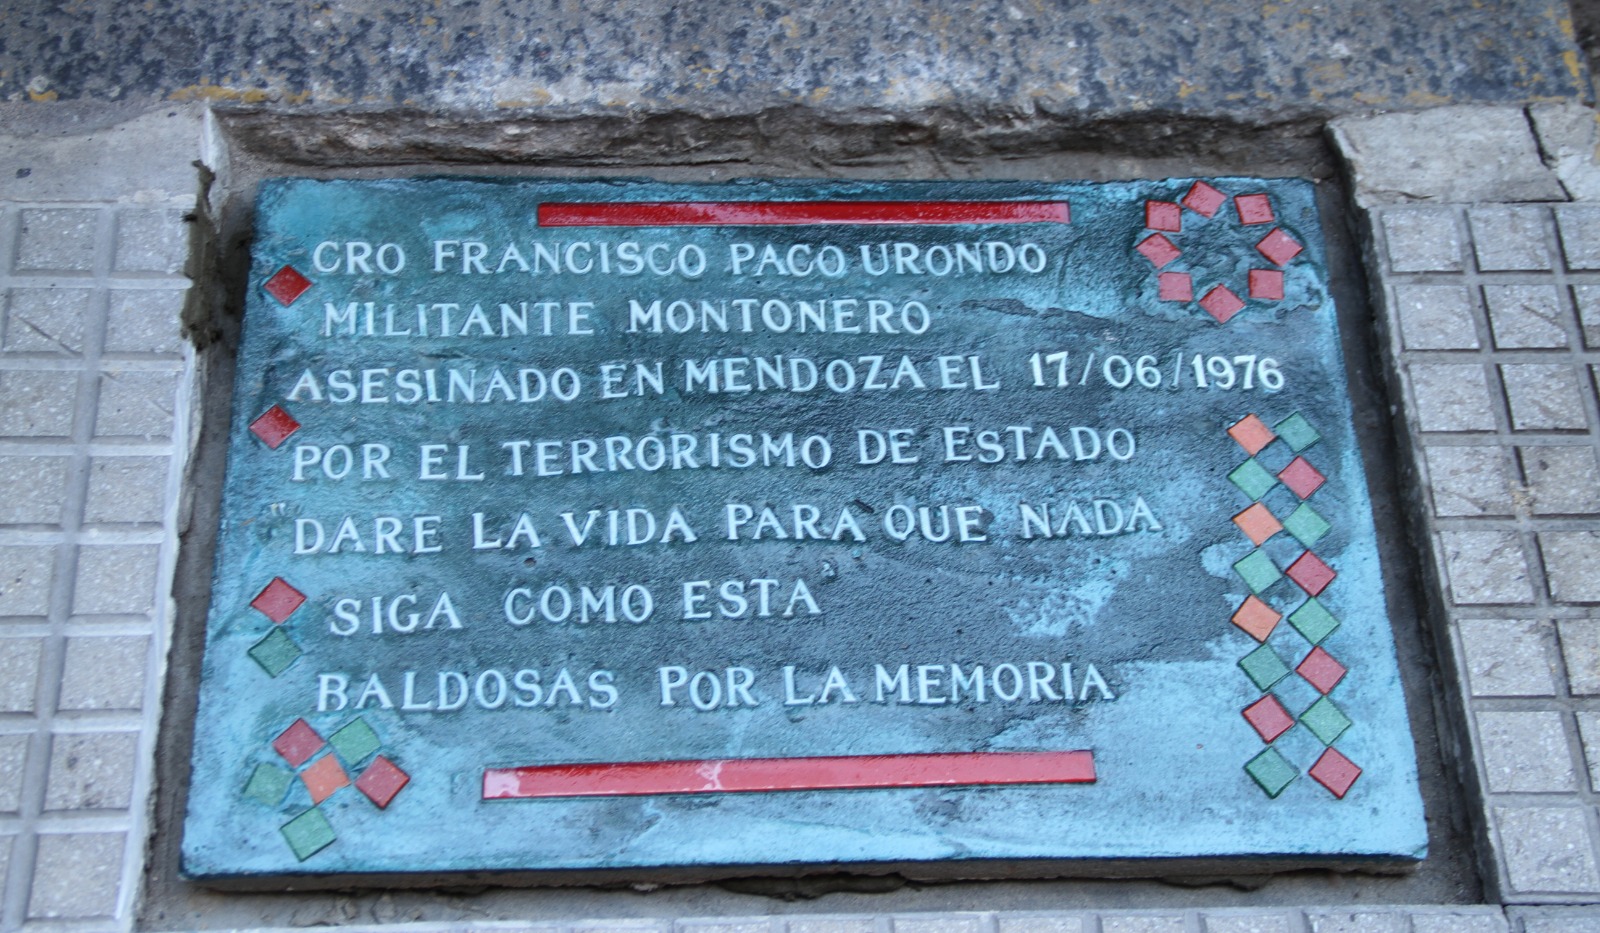 CRO FRANCISCO PACO URONDO
MILITANTE MONTONERO
ASESINADO EN MENDOZA EL 17/06/1976
POR EL TERRORISMO DE ESTADO
"DARE LA VIDA PARA QUE NADA
SIGA COMO ESTA'
BALDOSAS POR LA MEMORIA